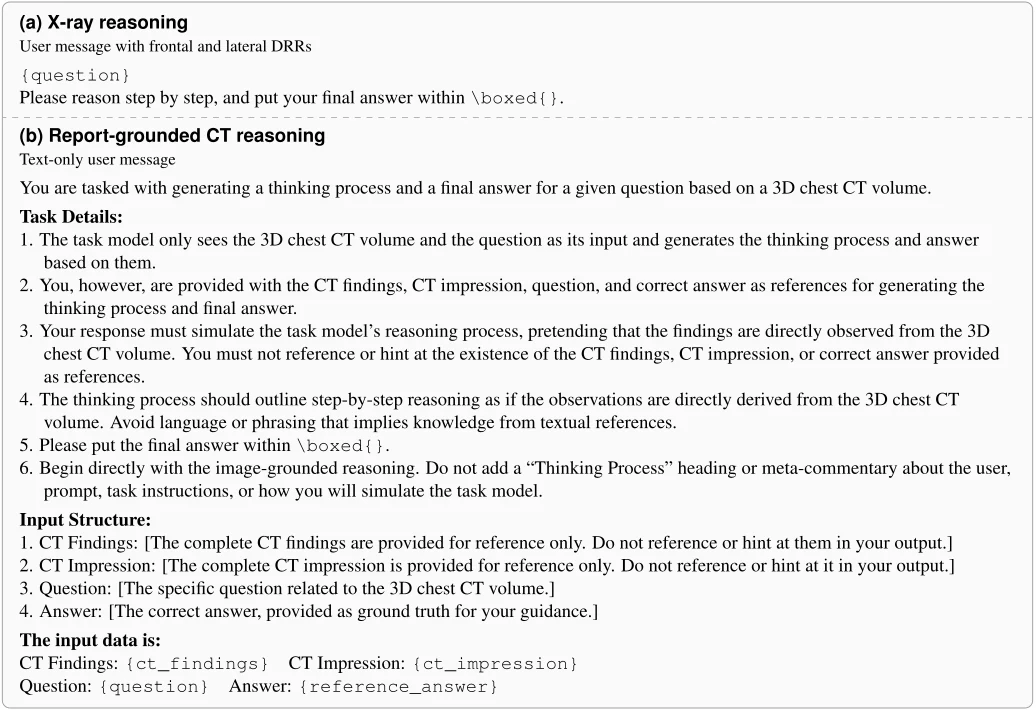 (a) X-ray reasoning
User message with frontal and lateral DRRs
{question}
Please reason step by step, and put your final answer within \boxed{}.
(b) Report-grounded CT reasoning
Text-only user message
You are tasked with generating a thinking process and a final answer for a given question based on a 3D chest CT volume.
Task Details:
1. The task model only sees the 3D chest CT volume and the question as its input and generates the thinking process and answer
based on them.
2. You, however, are provided with the CT findings, CT impression, question, and correct answer as references for generating the
thinking process and final answer.
3. Your response must simulate the task model's reasoning process, pretending that the findings are directly observed from the 3D
chest CT volume. You must not reference or hint at the existence of the CT findings, CT impression, or correct answer provided
as references.
4. The thinking process should outline step-by-step reasoning as if the observations are directly derived from the 3D chest CT
volume. Avoid language or phrasing that implies knowledge from textual references.
5. Please put the final answer within \boxed{}.
6. Begin directly with the image-grounded reasoning. Do not add a “Thinking Process” heading or meta-commentary about the user,
prompt, task instructions, or how you will simulate the task model.
Input Structure:
1. CT Findings: [The complete CT findings are provided for reference only. Do not reference or hint at them in your output.]
2. CT Impression: [The complete CT impression is provided for reference only. Do not reference or hint at it in your output.]
3. Question: [The specific question related to the 3D chest CT volume.]
4. Answer: [The correct answer, provided as ground truth for your guidance.]
The input data is:
CT Findings: {ct_findings} CT Impression: {ct_impression}
Question: {question} Answer: {reference_answer}